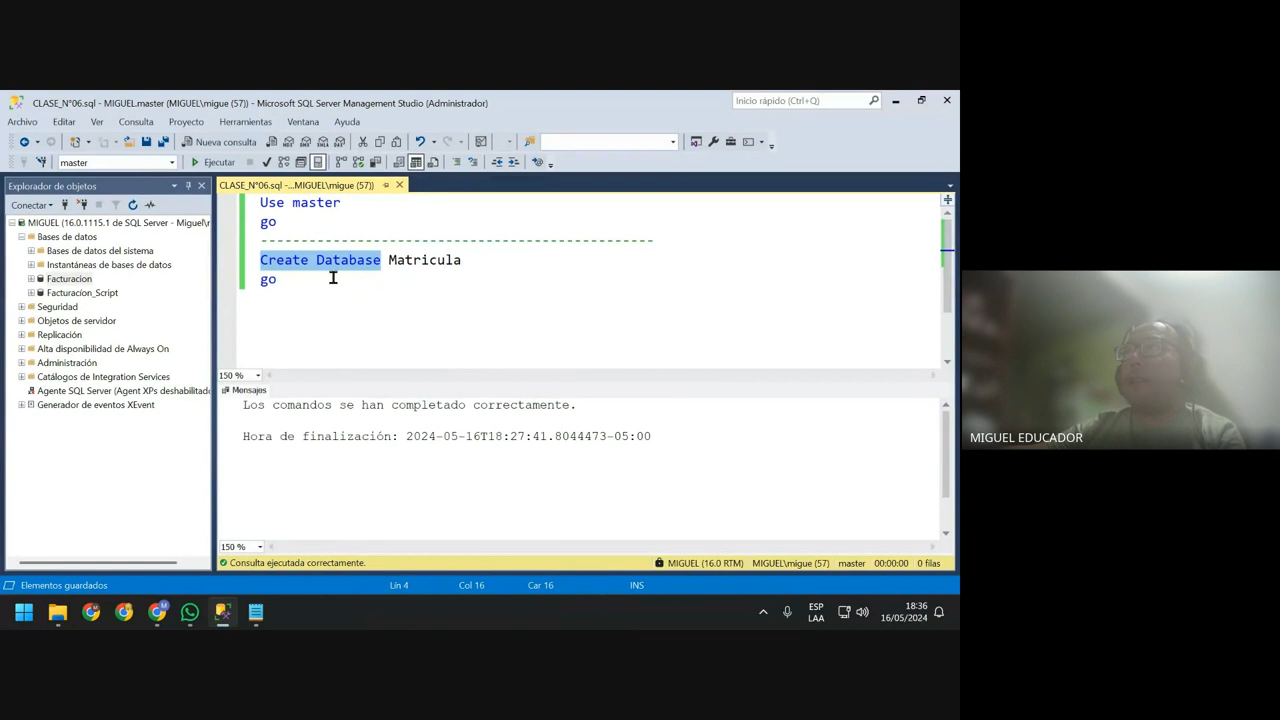 CLASE_N°06.sql - MIGUEL.master (MIGUEL\migue (57)) - Microsoft SQL Server Management Studio (Administrador)
Inicio rápido (Ctrl+Q)
Archivo Editar Ver Consulta Proyecto Herramientas Ventana Ayuda
Nueva consulta
master
Ejecutar
Explorador de objetos
CLASE_N°06.sql -...MIGUEL\migue (57))
Conectar
MIGUEL (16.0.1115.1 de SQL Server - Miguel\
Bases de datos
Bases de datos del sistema
Instantáneas de bases de datos
Facturacion
Facturacíon_Script
Seguridad
Objetos de servidor
Replicación
Alta disponibilidad de Always On
Administración
Catálogos de Integration Services
Agente SQL Server (Agent XPs deshabilitado
Generador de eventos XEvent
Use master
go
-------------------------------------------------
Create Database Matricula
go
150 %
Mensajes
Los comandos se han completado correctamente.
Hora de finalización: 2024-05-16T18:27:41.8044473-05:00
150 %
Consulta ejecutada correctamente.
MIGUEL (16.0 RTM) MIGUEL\migue (57) master 00:00:00 0 filas
Elementos guardados
Lín 4 Col 16 Car 16 INS
ESP
LAA
18:36
16/05/2024
MIGUEL EDUCADOR